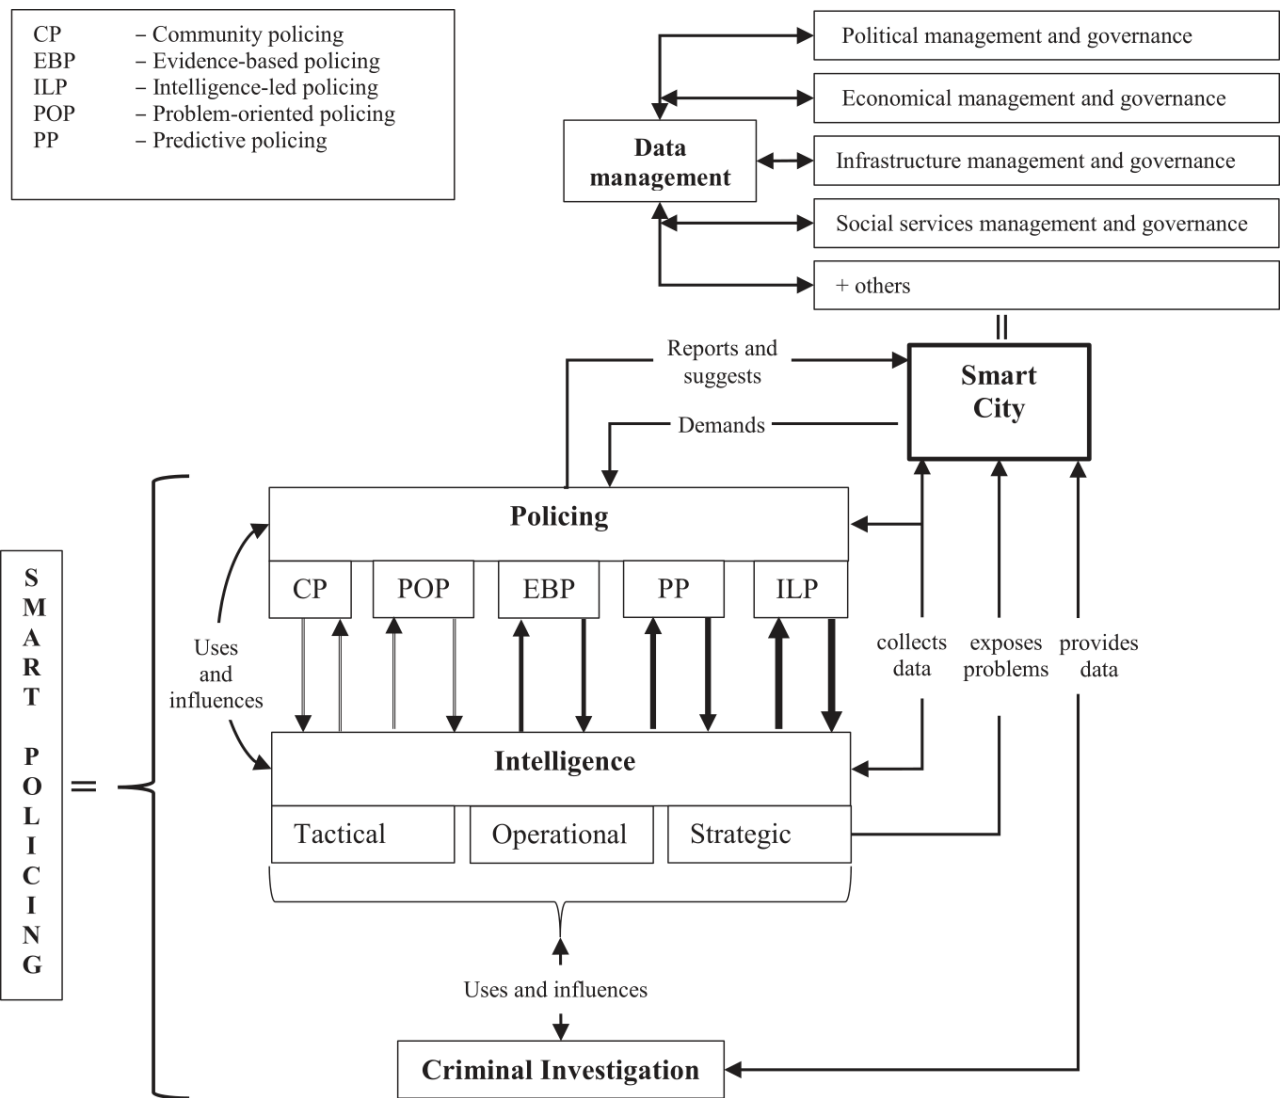 CP – Community policing
EBP – Evidence-based policing
ILP – Intelligence-led policing
POP – Problem-oriented policing
PP – Predictive policing
Political management and governance
Economical management and governance
Data
management
Infrastructure management and governance
Social services management and governance
+ others
=
Smart
City
Reports and
suggests
Demands
Policing
CP
POP
EBP
PP
ILP
Uses
and
influences
collects
data
exposes
problems
provides
data
Intelligence
Tactical
Operational
Strategic
Uses and influences
Criminal Investigation
S
M
A
R
T
P
O
L
I
C
I
N
G
=